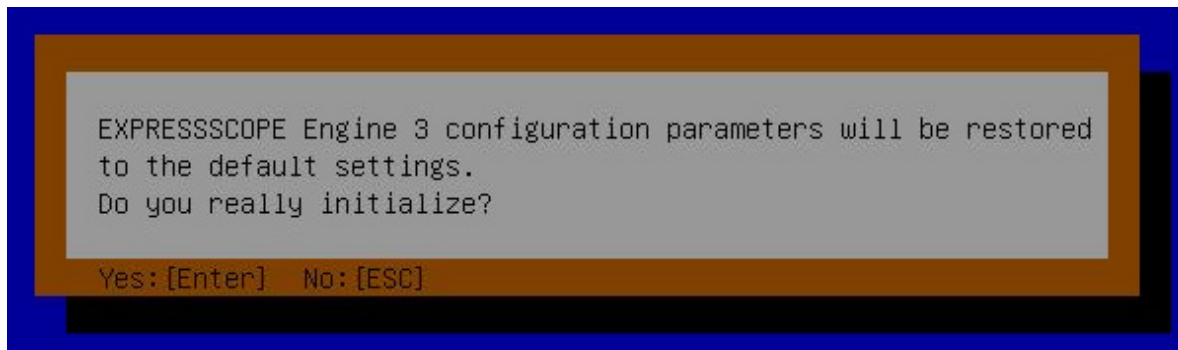 EXPRESSSCOPE Engine 3 configuration parameters will be restored
to the default settings.
Do you really initialize?
Yes:[Enter]  No:[ESC]